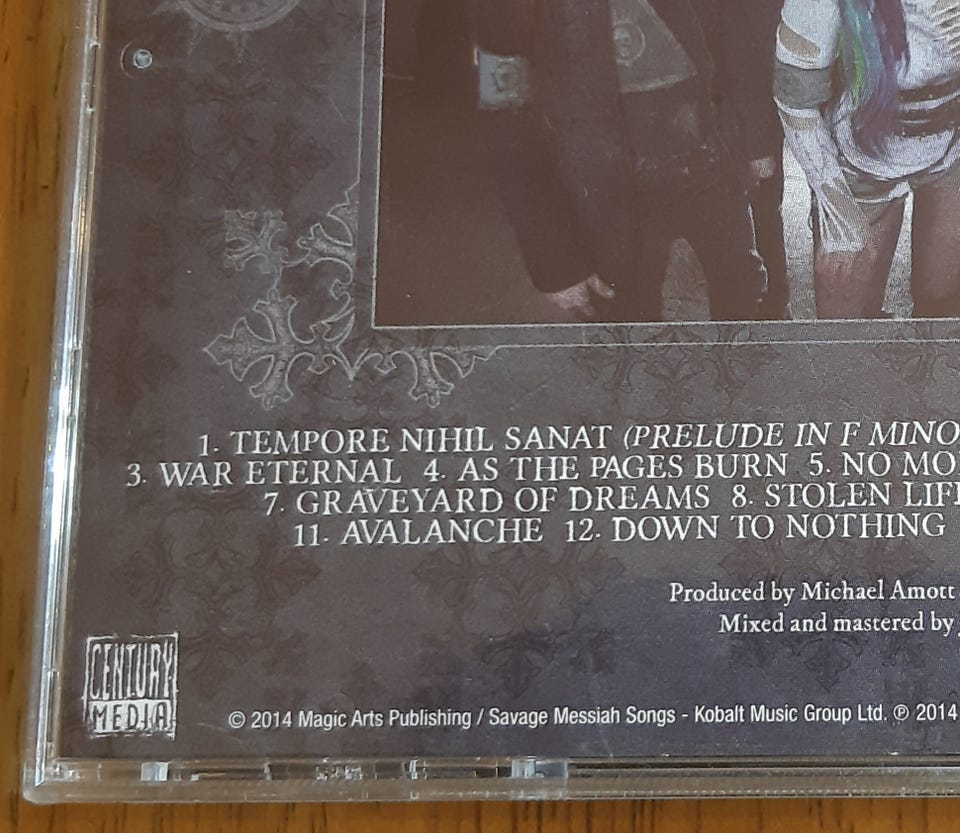 1. TEMPORE NIHIL SANAT (PRELUDE IN F MINO
3. WAR ETERNAL 4. AS THE PAGES BURN 5. NO MO
7. GRAVEYARD OF DREAMS 8. STOLEN LIF
11. AVALANCHE 12. DOWN TO NOTHING
Produced by Michael Amott
Mixed and mastered by
CENTURY
MEDIA
© 2014 Magic Arts Publishing / Savage Messiah Songs - Kobalt Music Group Ltd. ℗ 2014